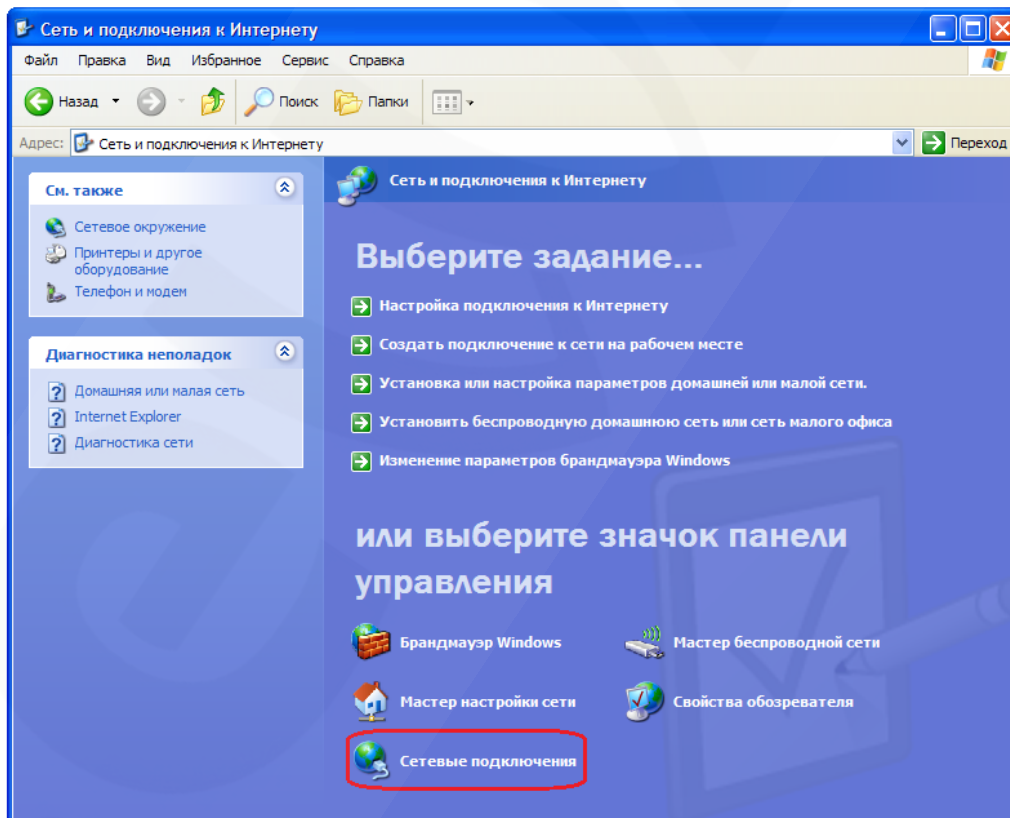 Сеть и подключения к Интернету
Файл Правка Вид Избранное Сервис Справка
Назад Поиск Папки
Адрес: Сеть и подключения к Интернету Переход
См. также
Сетевое окружение
Принтеры и другое
оборудование
Телефон и модем
Диагностика неполадок
Домашняя или малая сеть
Internet Explorer
Диагностика сети
Сеть и подключения к Интернету
Выберите задание...
Настройка подключения к Интернету
Создать подключение к сети на рабочем месте
Установка или настройка параметров домашней или малой сети.
Установить беспроводную домашнюю сеть или сеть малого офиса
Изменение параметров брандмауэра Windows
или выберите значок панели
управления
Брандмауэр Windows Мастер беспроводной сети
Мастер настройки сети Свойства обозревателя
Сетевые подключения